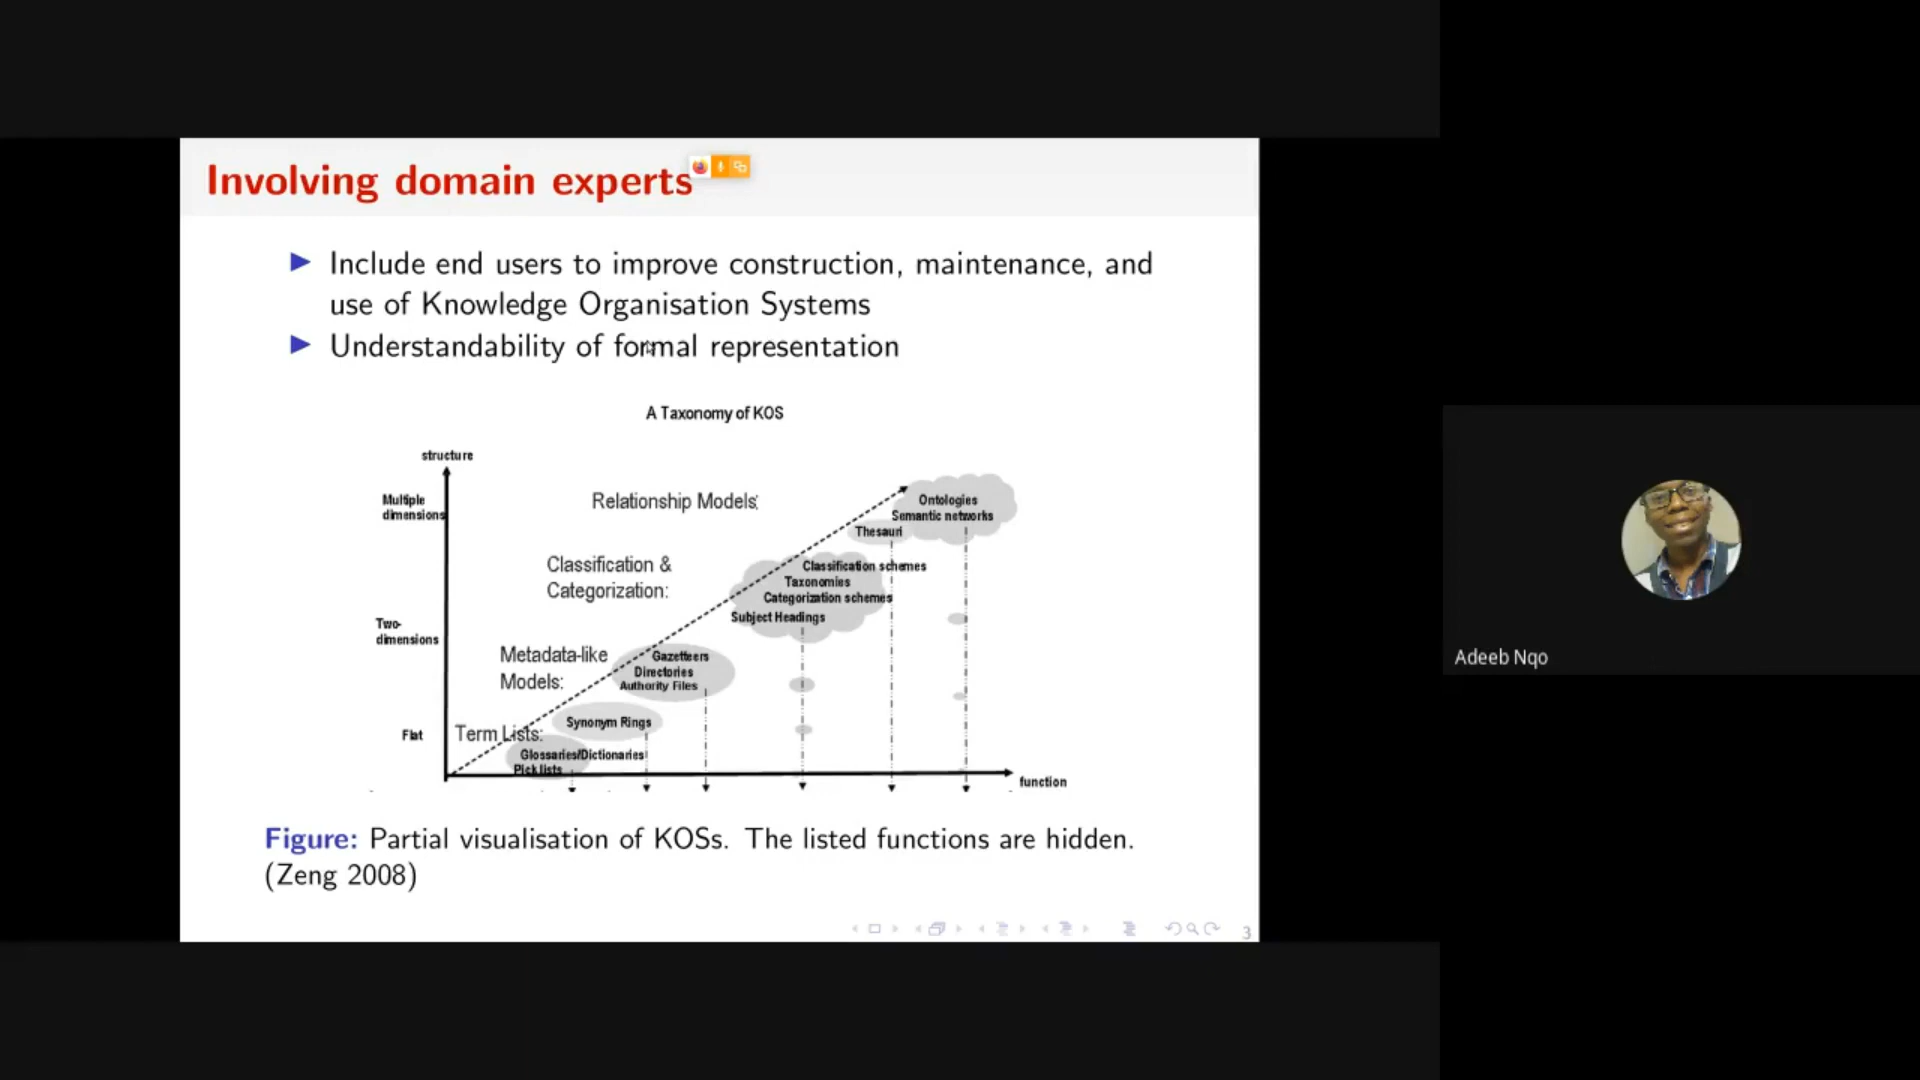 Involving domain experts
Include end users to improve construction, maintenance, and
use of Knowledge Organisation Systems
Understandability of formal representation
A Taxonomy of KOS
structure
Multiple
dimensions
Relationship Models:
Ontologies
Semantic networks
Thesauri
Classification &
Categorization:
Classification schemes
Taxonomies
Categorization schemes
Subject Headings
Two-
dimensions
Metadata-like
Models:
Gazetteers
Directories
Authority Files
Flat
Term Lists:
Synonym Rings
Glossaries/Dictionaries
Pick lists
function
Figure: Partial visualisation of KOSs. The listed functions are hidden.
(Zeng 2008)
3
Adeeb Nqo